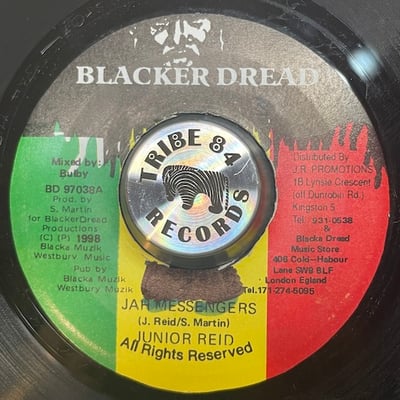 BLACKER DREAD
TRIBE 84
RECORDS
Mixed by:
Bulby
BD 97038A
Prod. by
S. Martin
for BlackerDread
Productions
(C) (P) 1998
Blacka Muzik
Westbury Music
Pub by
Blacka Muzik
Westbury Muzik
Distributed By
J.R. PROMOTIONS
1B Lynsie Crescent
(off Dunrobin Rd.)
Kingston 5
Tel. 931-0538
&
Blacka Dread
Music Store
406 Cold-Habour
Lane SW9 8LF
London Egland
Tel.171-274-5095
JAH MESSENGERS
(J. Reid/S. Martin)
JUNIOR REID
All Rights Reserved